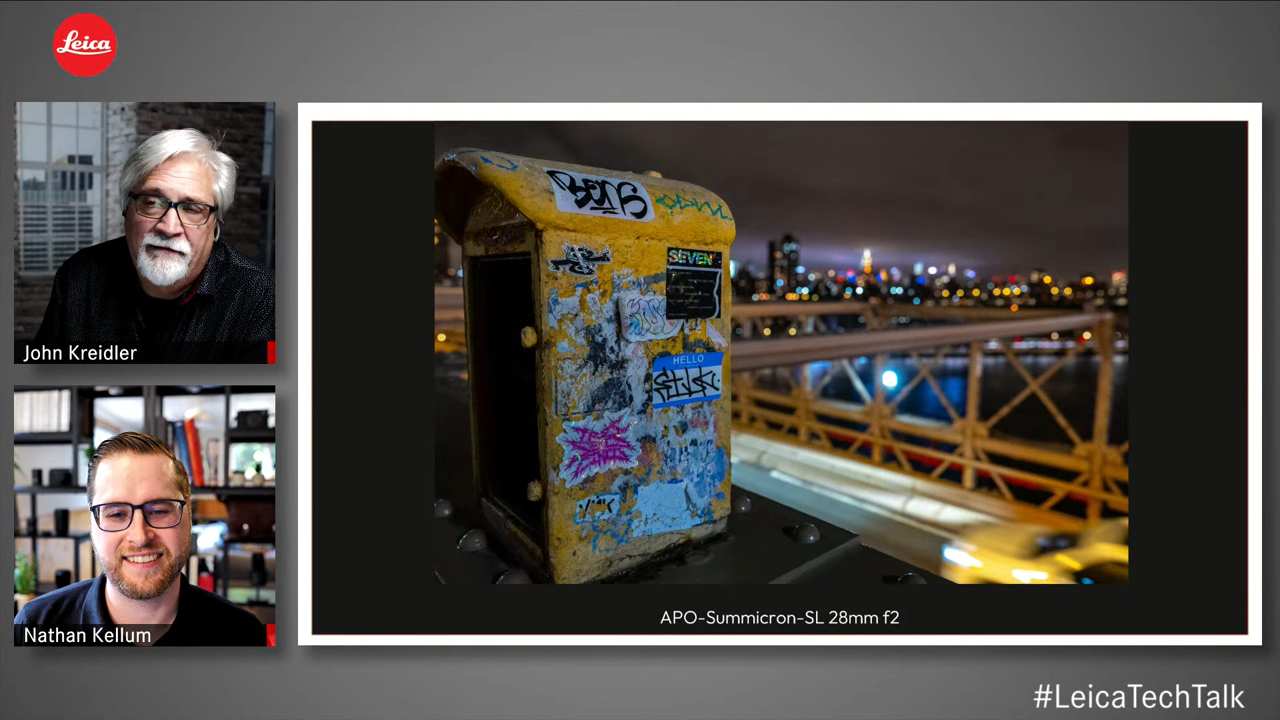 Leica
John Kreidler
Nathan Kellum
SEVEN
HELLO
APO-Summicron-SL 28mm f2
#LeicaTechTalk